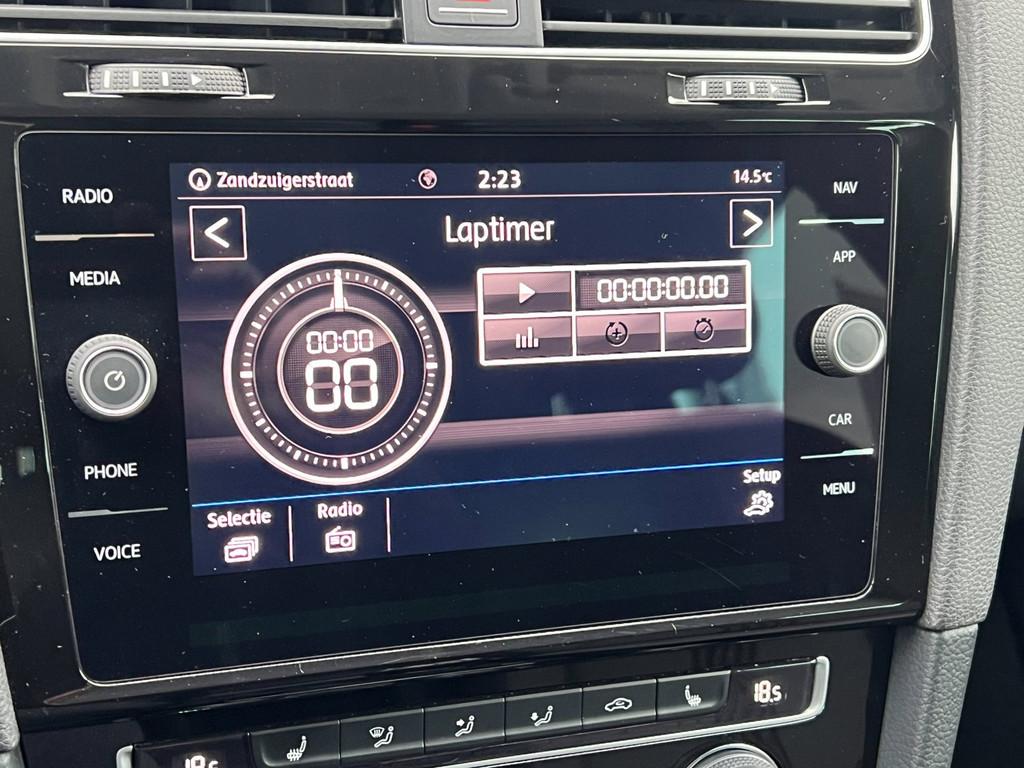 Zandzuigerstraat 2:23 14.5°C
Laptimer
00:00:00.00
00:00
00
Selectie Radio Setup
RADIO
MEDIA
PHONE
VOICE
NAV
APP
CAR
MENU
18.5